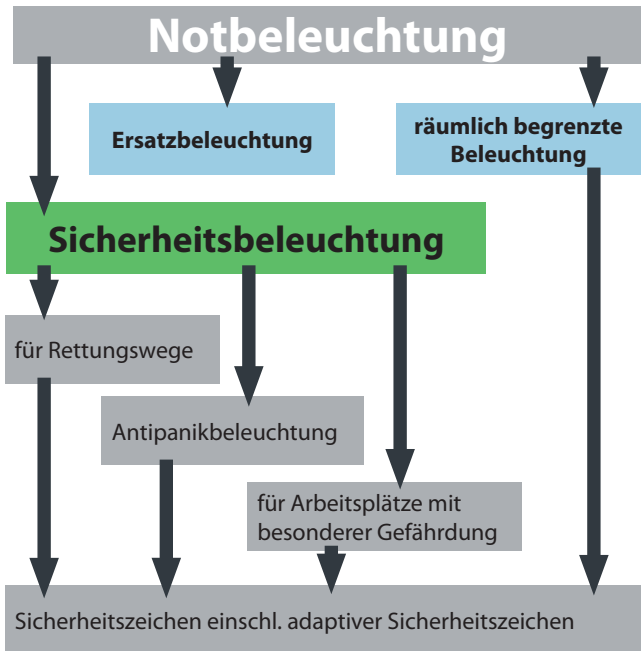 Notbeleuchtung
Ersatzbeleuchtung
räumlich begrenzte
Beleuchtung
Sicherheitsbeleuchtung
für Rettungswege
Antipanikbeleuchtung
für Arbeitsplätze mit
besonderer Gefährdung
Sicherheitszeichen einschl. adaptiver Sicherheitszeichen